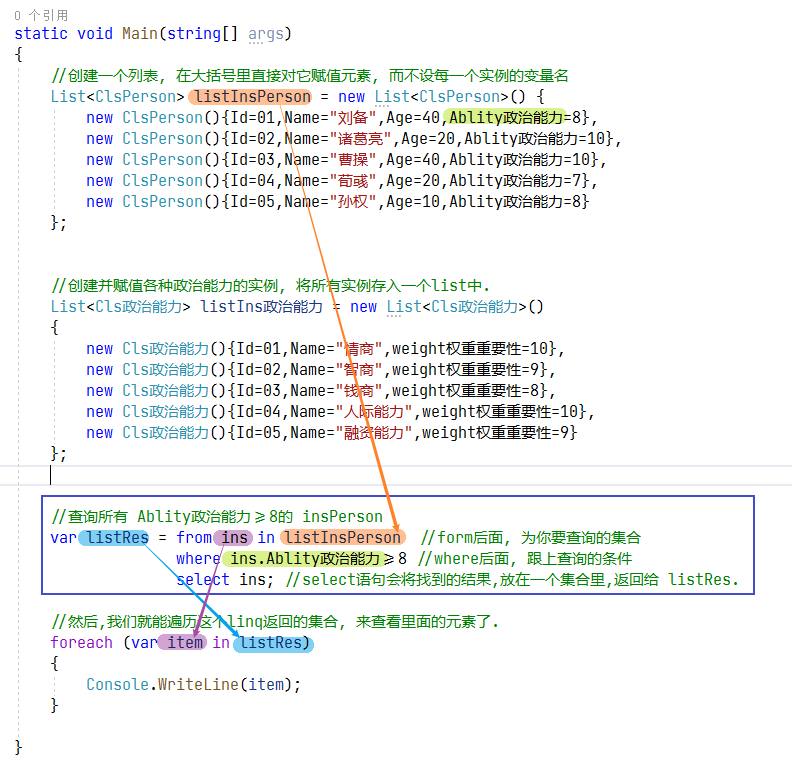 0 个引用
static void Main(string[] args)
{
//创建一个列表, 在大括号里直接对它赋值元素, 而不设每一个实例的变量名
List<ClsPerson> listInsPerson = new List<ClsPerson>() {
new ClsPerson(){Id=01,Name="刘备",Age=40,Ablity政治能力=8},
new ClsPerson(){Id=02,Name="诸葛亮",Age=20,Ablity政治能力=10},
new ClsPerson(){Id=03,Name="曹操",Age=40,Ablity政治能力=10},
new ClsPerson(){Id=04,Name="荀彧",Age=20,Ablity政治能力=7},
new ClsPerson(){Id=05,Name="孙权",Age=10,Ablity政治能力=8}
};
//创建并赋值各种政治能力的实例, 将所有实例存入一个list中.
List<Cls政治能力> listIns政治能力 = new List<Cls政治能力>()
{
new Cls政治能力(){Id=01,Name="情商",weight权重重要性=10},
new Cls政治能力(){Id=02,Name="智商",weight权重重要性=9},
new Cls政治能力(){Id=03,Name="钱商",weight权重重要性=8},
new Cls政治能力(){Id=04,Name="人际能力",weight权重重要性=10},
new Cls政治能力(){Id=05,Name="融资能力",weight权重重要性=9}
};
//查询所有 Ablity政治能力≥8的 insPerson
var listRes = from ins in listInsPerson //form后面, 为你要查询的集合
where ins.Ablity政治能力≥8 //where后面, 跟上查询的条件
select ins; //select语句会将找到的结果,放在一个集合里,返回给 listRes.
//然后,我们就能遍历这个linq返回的集合, 来查看里面的元素了.
foreach (var item in listRes)
{
Console.WriteLine(item);
}
}